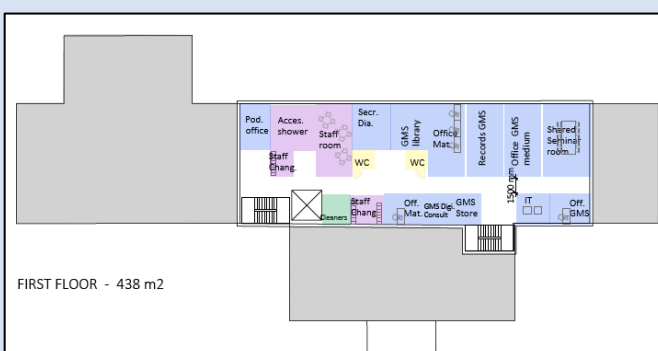 Pod.
office
Acces.
shower
Staff
room
Secr.
Dia.
GMS
library
Office
Mat.
Records GMS
Office GMS
medium
Shared
Seminar
room
Staff
Chang.
WC
WC
1500 mm
Cleaners
Staff
Chang.
Off.
Mat.
GMS Digi.
Consult
GMS
Store
IT
Off.
GMS
FIRST FLOOR - 438 m2